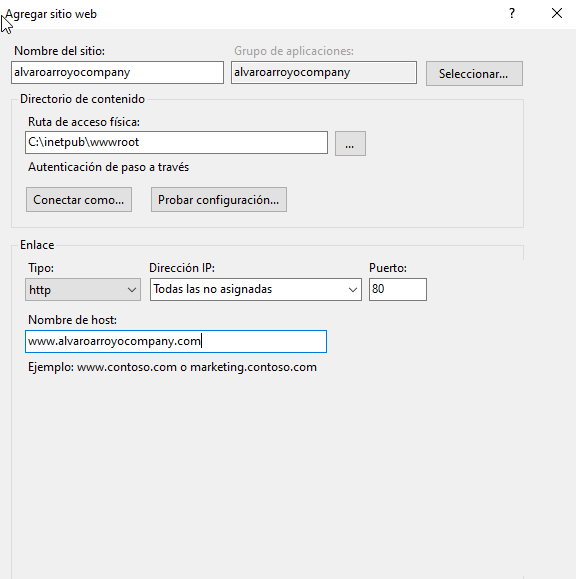 Agregar sitio web
?
Nombre del sitio:
Grupo de aplicaciones:
alvaroarroyocompany
alvaroarroyocompany
Seleccionar...
Directorio de contenido
Ruta de acceso física:
C:\inetpub\wwwroot
...
Autenticación de paso a través
Conectar como...
Probar configuración...
Enlace
Tipo:
Dirección IP:
Puerto:
http
Todas las no asignadas
80
Nombre de host:
www.alvaroarroyocompany.com
Ejemplo: www.contoso.com o marketing.contoso.com